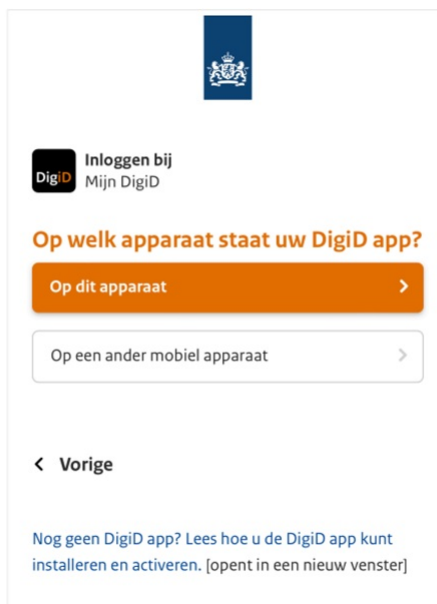 DigiD
Inloggen bij
Mijn DigiD
Op welk apparaat staat uw DigiD app?
Op dit apparaat
Op een ander mobiel apparaat
Vorige
Nog geen DigiD app? Lees hoe u de DigiD app kunt
installeren en activeren. [opent in een nieuw venster]